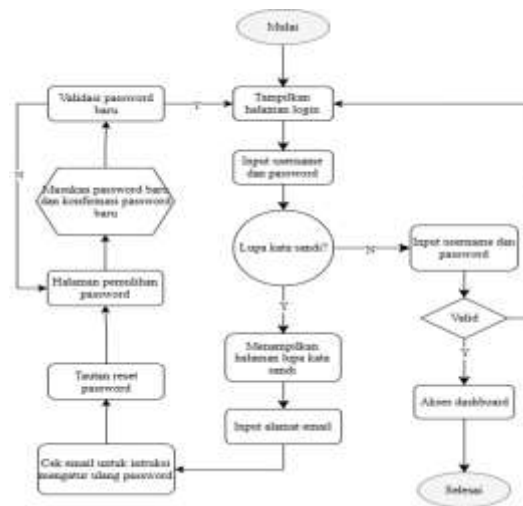 Mulai
Tampilkan
halaman login
Input username
dan password
Lupa kata sandi?
N
Input username dan
password
Valid
Y
Akses dashboard
Selesai
Y
Menampilkan
halaman lupa kata
sandi
Input alamat email
Cek email untuk intruksi
mengatur ulang password
Tautan reset
password
Halaman pemulihan
password
Masukan password baru
dan konfirmasi password
baru
Validasi password
baru
Y
N